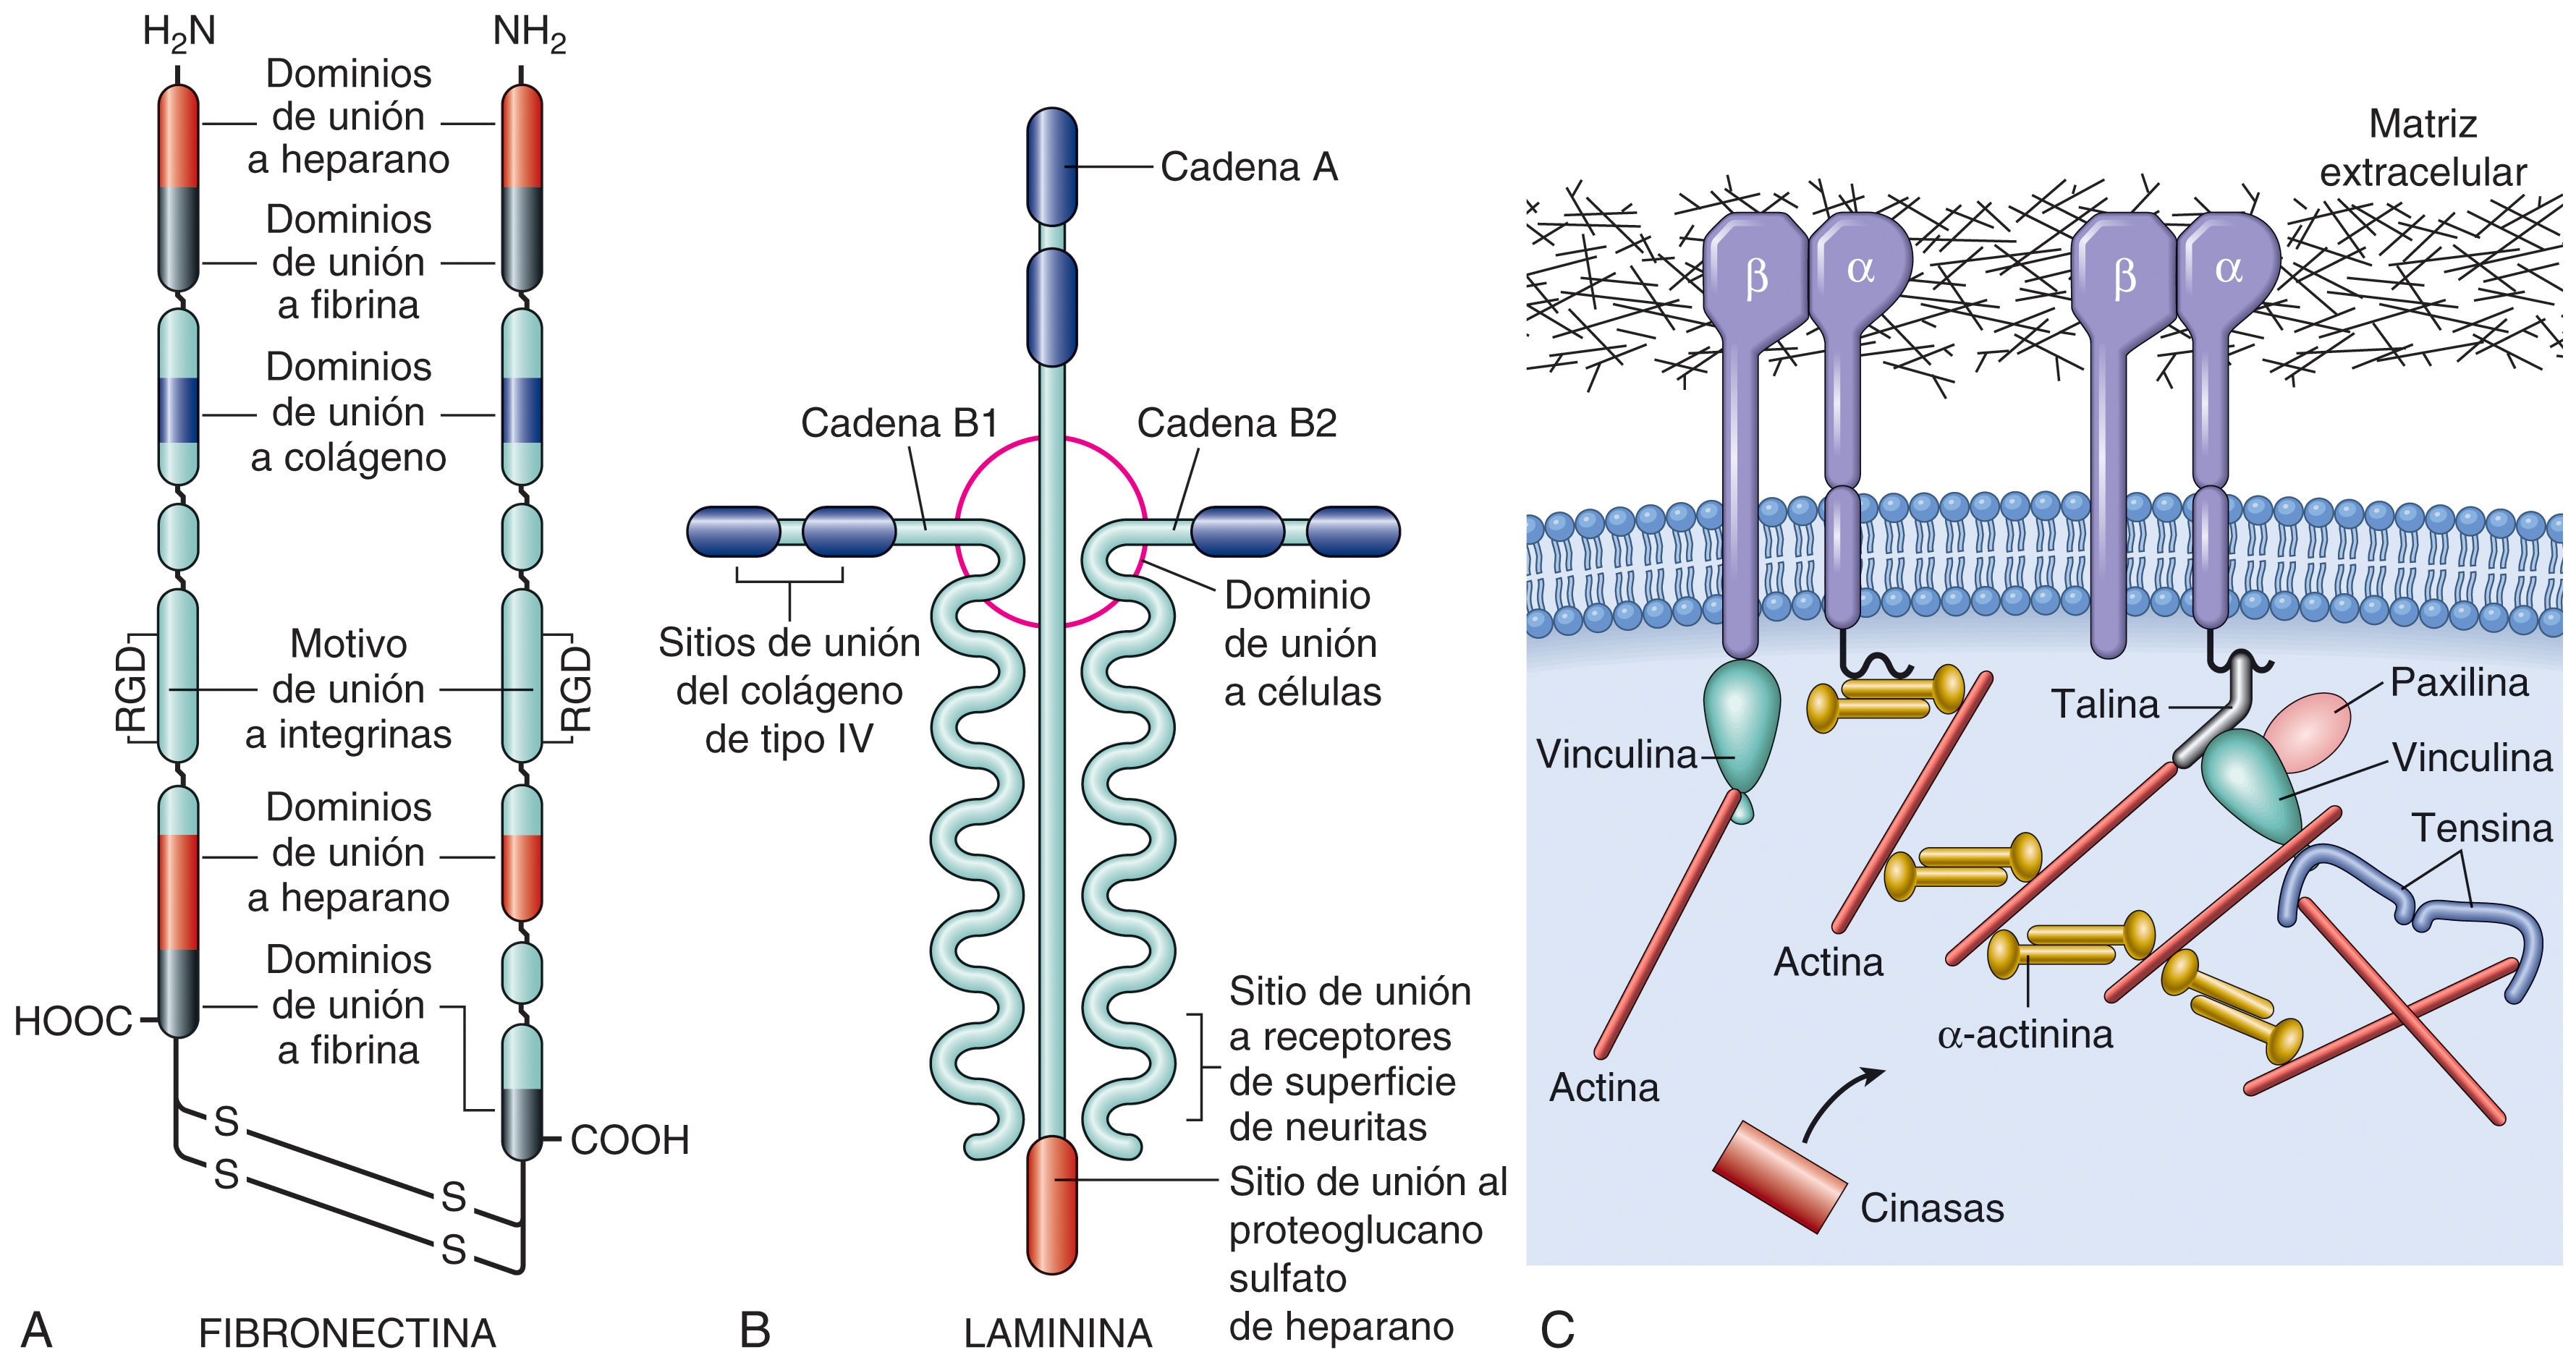 H₂N
NH₂
Dominios
de unión
a heparano
Dominios
de unión
a fibrina
Dominios
de unión
a colágeno
RGD
Motivo
de unión
a integrinas
RGD
Dominios
de unión
a heparano
Dominios
de unión
a fibrina
HOOC
COOH
S
S
S
S
A
FIBRONECTINA
Cadena A
Cadena B1
Cadena B2
Sitios de unión
del colágeno
de tipo IV
Dominio
de unión
a células
Sitio de unión
a receptores
de superficie
de neuritas
Sitio de unión al
proteoglucano
sulfato
de heparano
B
LAMININA
Matriz
extracelular
β
α
β
α
Talina
Paxilina
Vinculina
Vinculina
Tensina
Actina
α-actinina
Actina
Cinasas
C